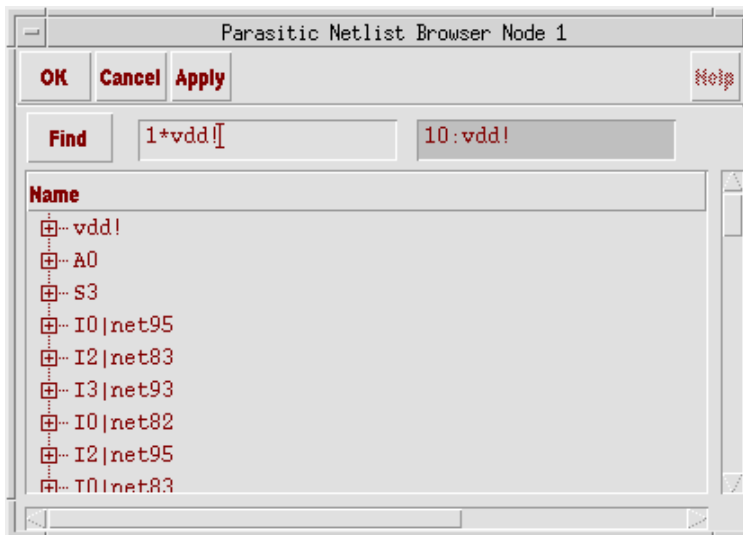 Parasitic Netlist Browser Node 1
OK Cancel Apply Help
Find 1*vdd! 10:vdd!
Name
vdd!
A0
S3
I0|net95
I2|net83
I3|net93
I0|net82
I2|net95
I0|net83